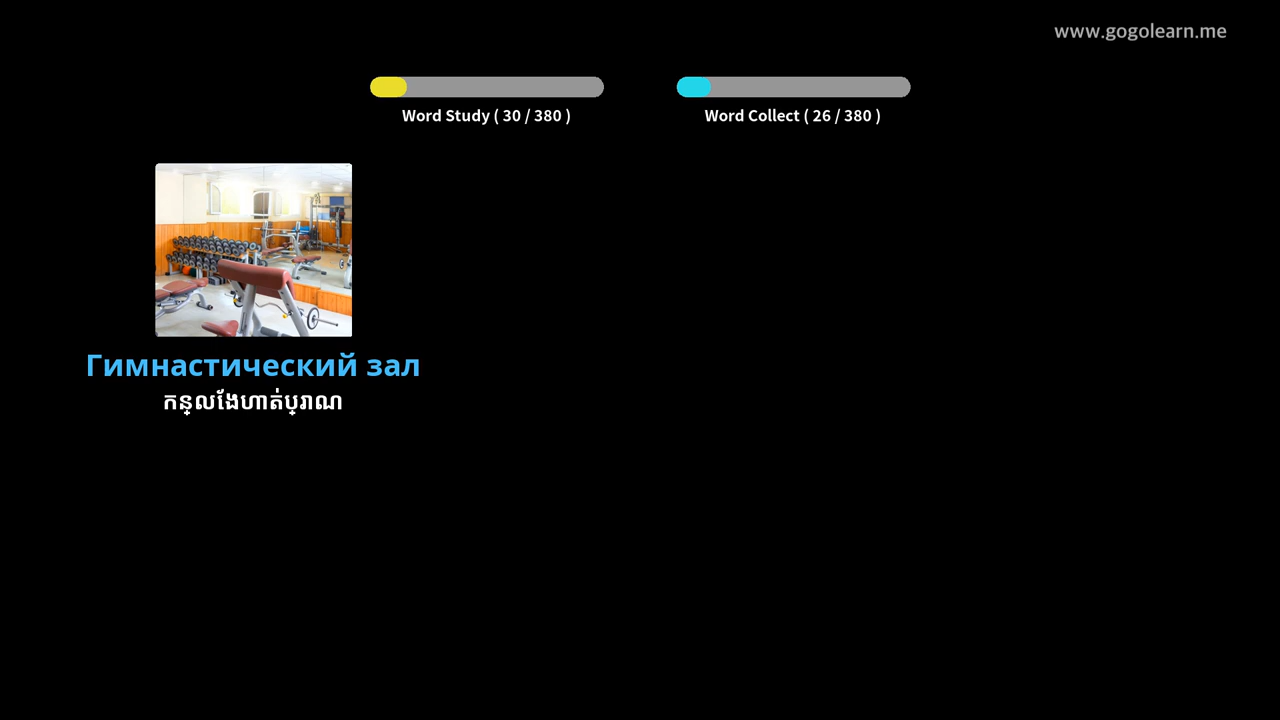 www.gogolearn.me
Word Study ( 30 / 380 )
Word Collect ( 26 / 380 )
Гимнастический зал
កន្លែងហាត់ប្រាណ